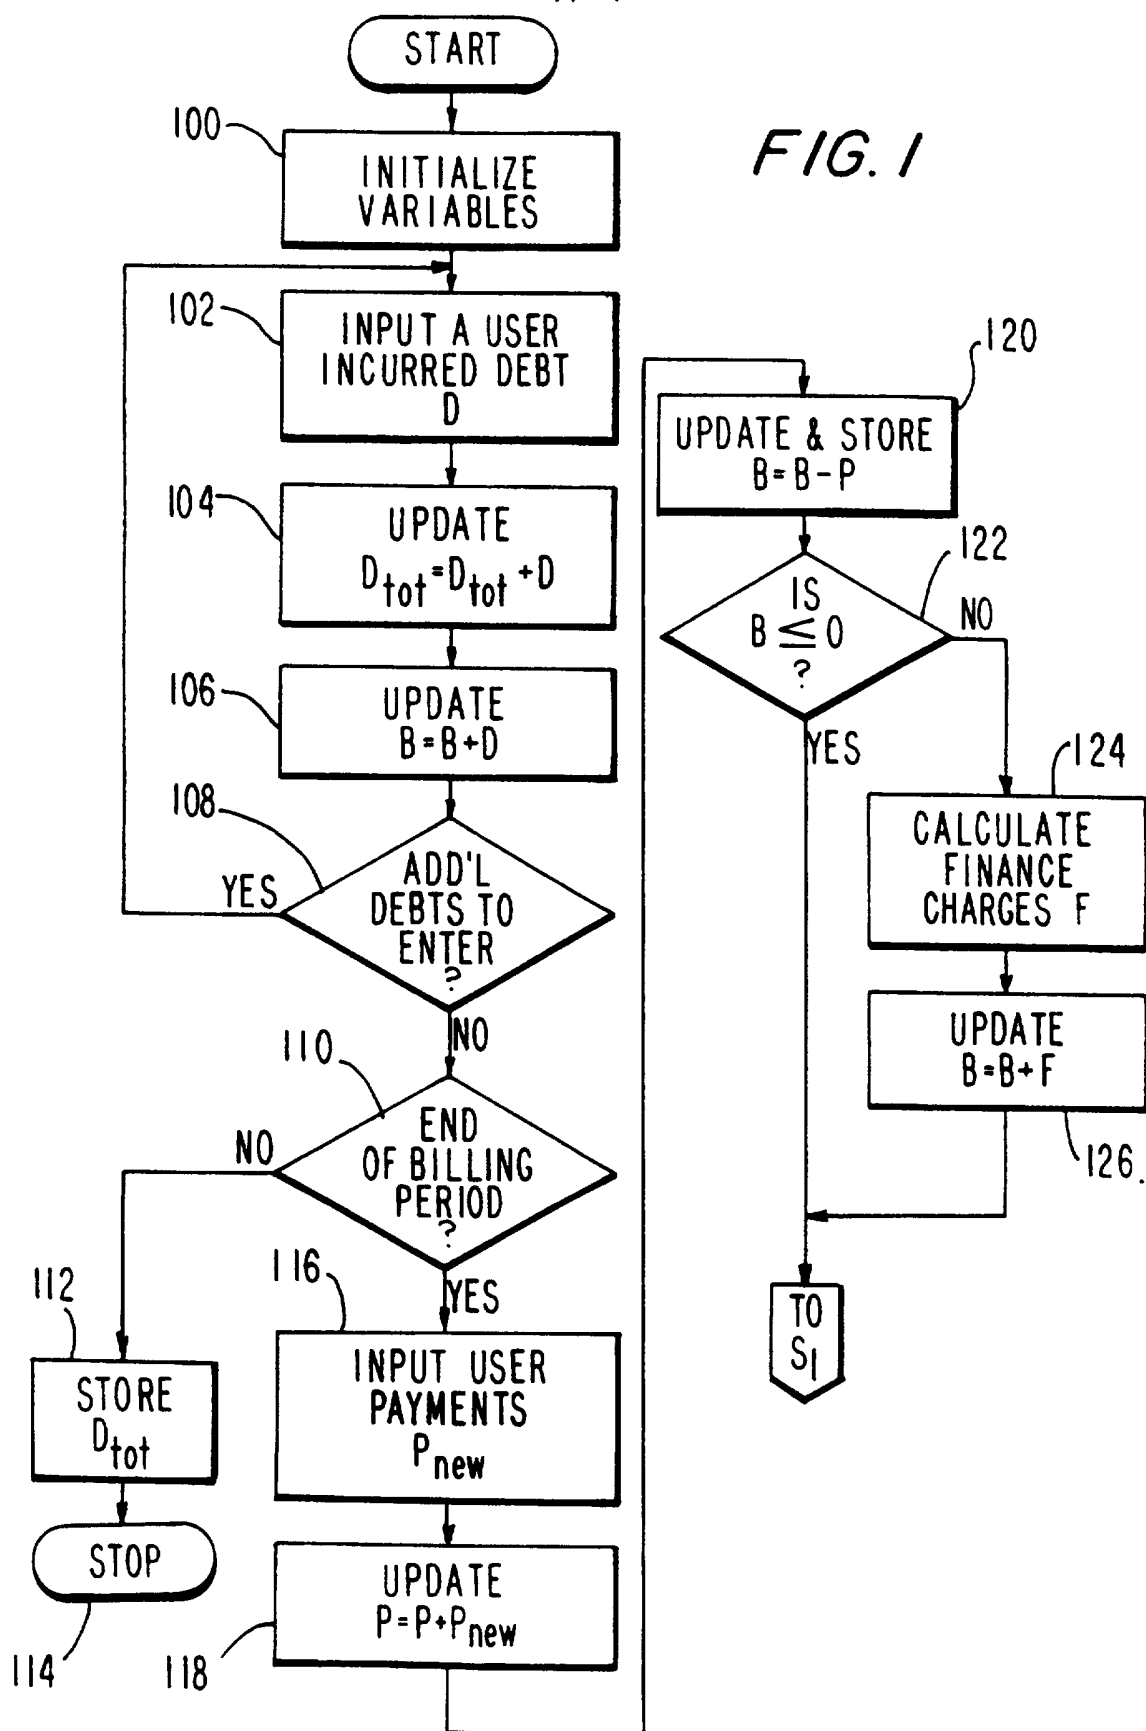 START
100
INITIALIZE
VARIABLES
FIG. 1
102
INPUT A USER
INCURRED DEBT
D
104
UPDATE
Dtot=Dtot+D
106
UPDATE
B=B+D
108
ADD'L
DEBTS TO
ENTER
?
YES
NO
110
END
OF BILLING
PERIOD
?
NO
YES
112
STORE
Dtot
STOP
114
116
INPUT USER
PAYMENTS
Pnew
118
UPDATE
P=P+Pnew
120
UPDATE & STORE
B=B-P
122
IS
B ≦ 0
?
NO
YES
124
CALCULATE
FINANCE
CHARGES F
UPDATE
B=B+F
126.
TO
S1